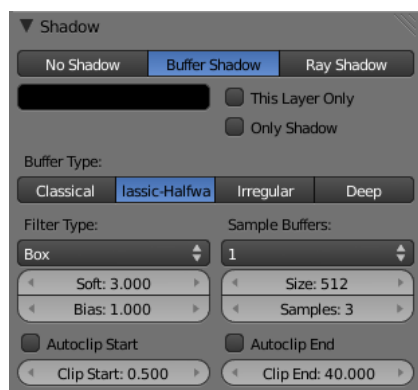 Shadow
No Shadow Buffer Shadow Ray Shadow
This Layer Only
Only Shadow
Buffer Type:
Classical lassic-Halfwa Irregular Deep
Filter Type: Sample Buffers:
Box 1
Soft: 3.000 Size: 512
Bias: 1.000 Samples: 3
Autoclip Start Autoclip End
Clip Start: 0.500 Clip End: 40.000